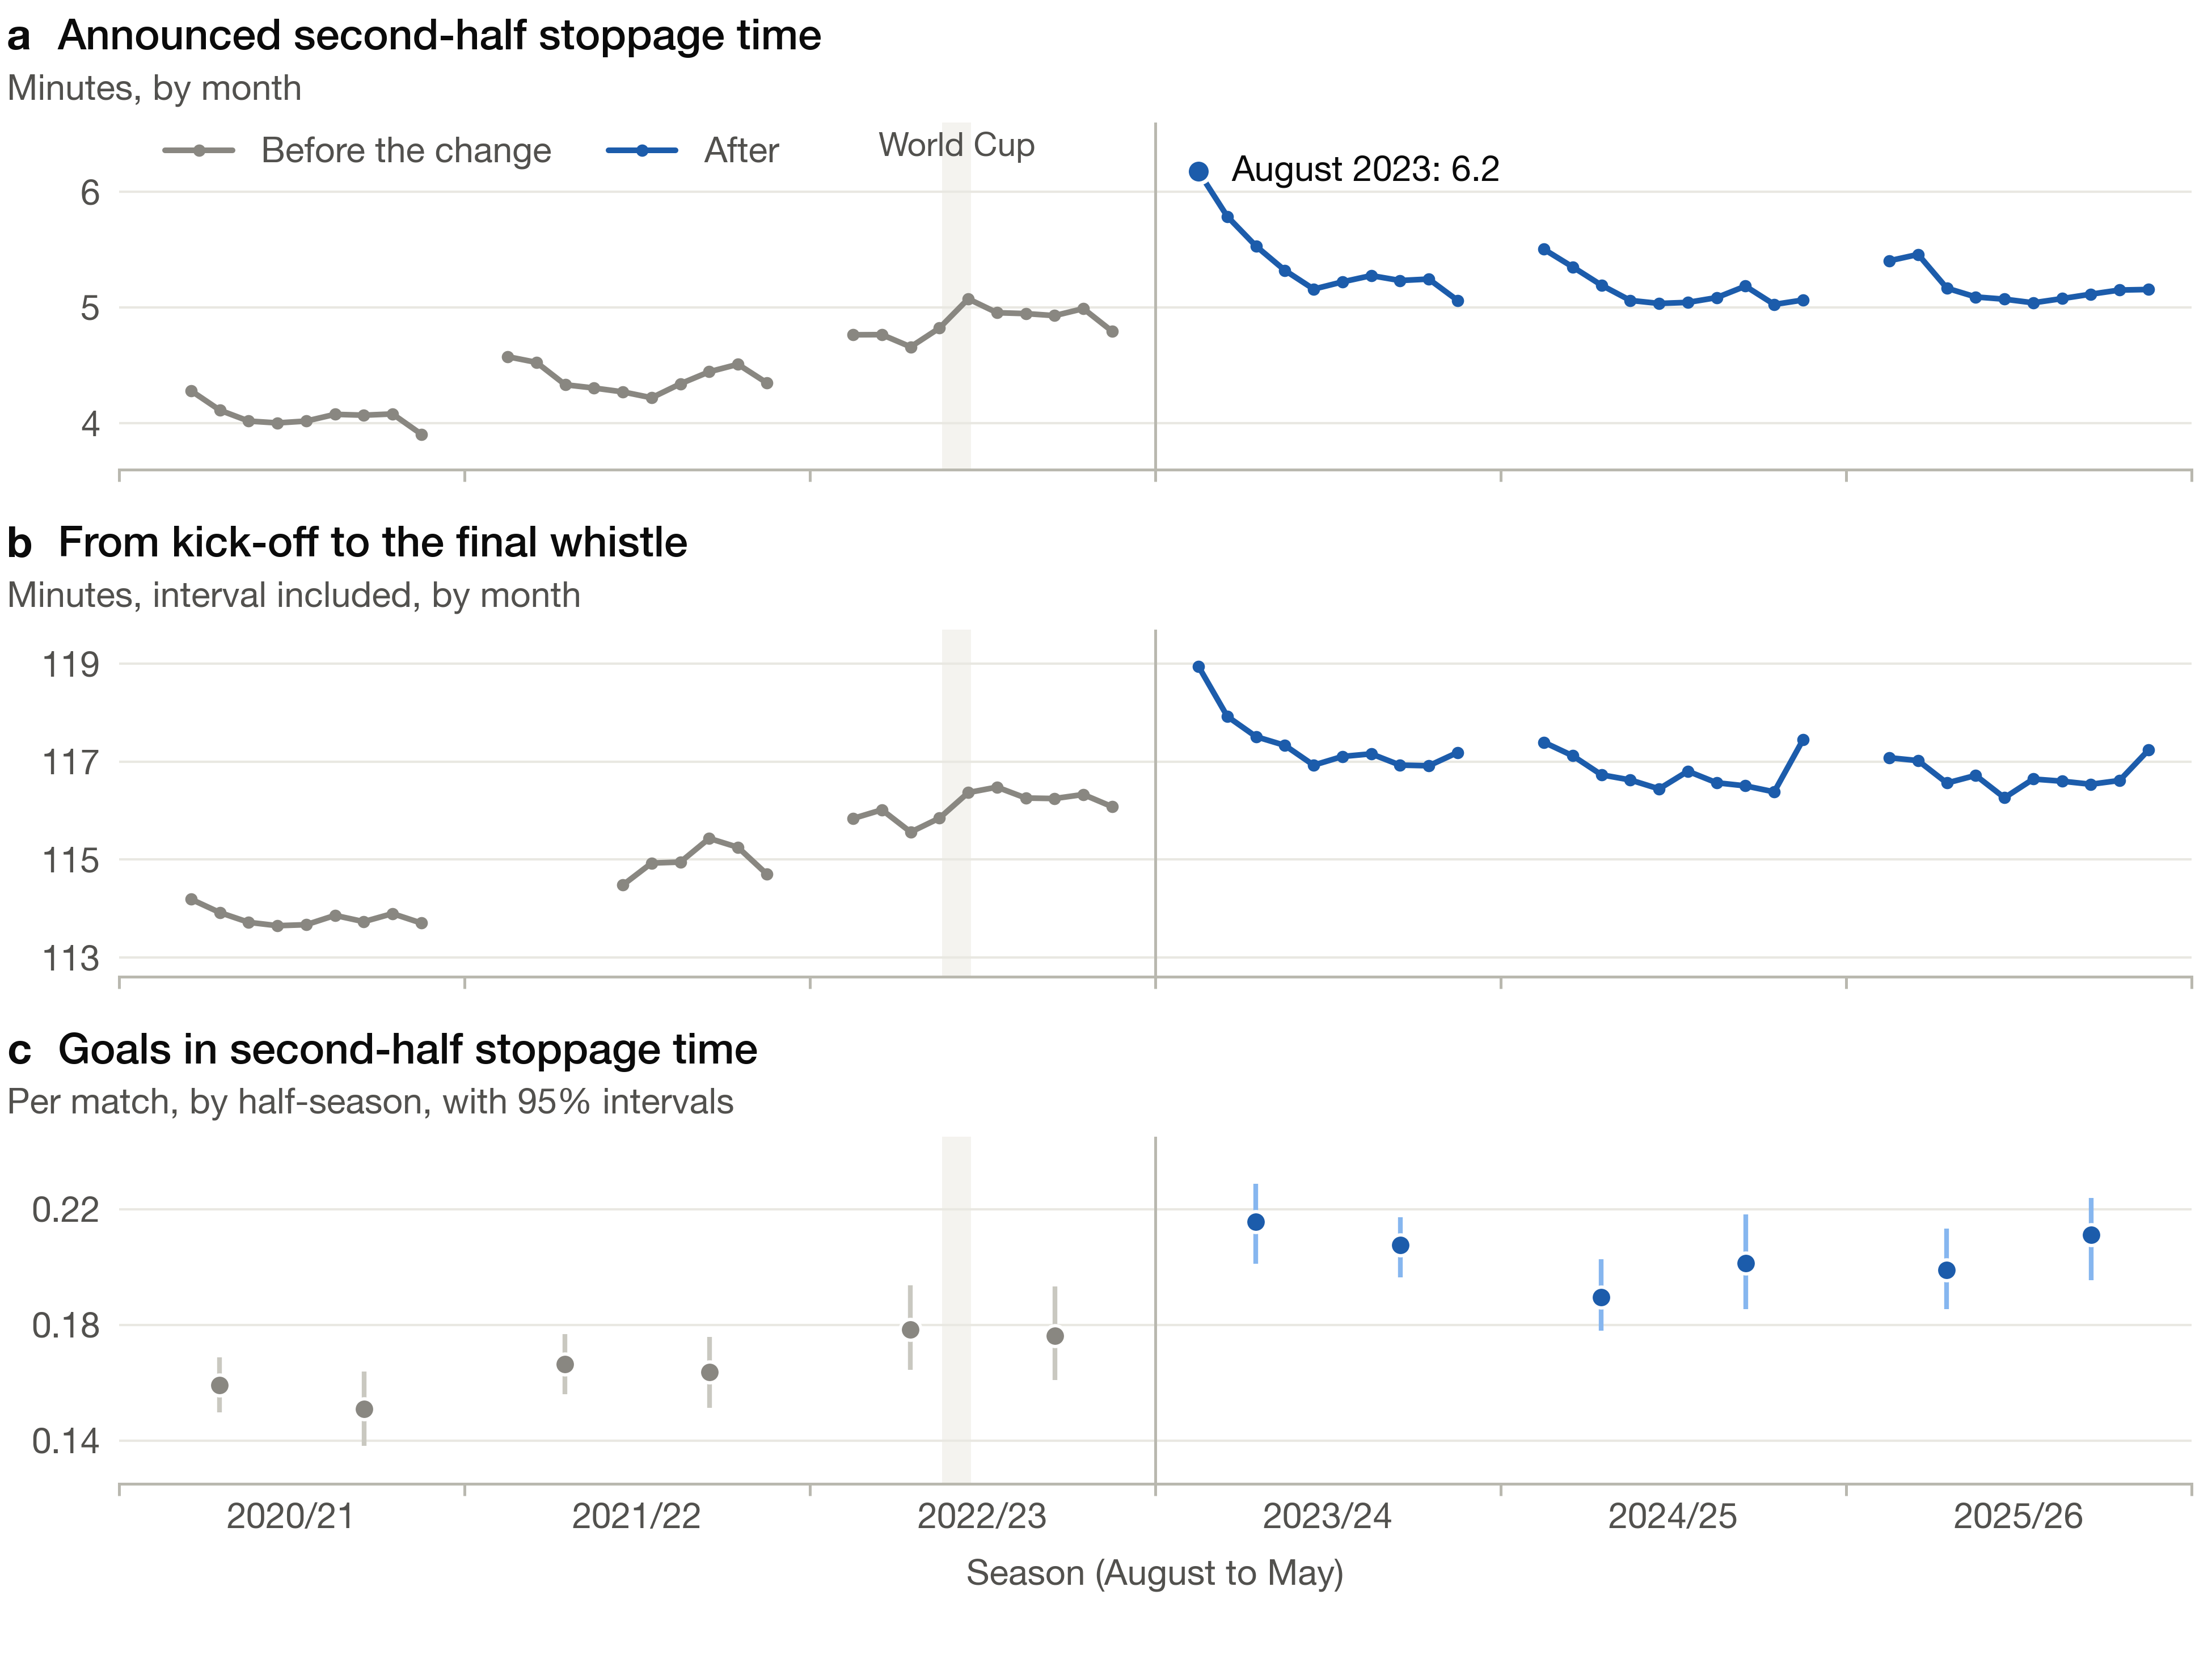 a Announced second-half stoppage time
Minutes, by month
Before the change
After
World Cup
August 2023: 6.2
6
5
4
b From kick-off to the final whistle
Minutes, interval included, by month
119
117
115
113
c Goals in second-half stoppage time
Per match, by half-season, with 95% intervals
0.22
0.18
0.14
2020/21 2021/22 2022/23 2023/24 2024/25 2025/26
Season (August to May)